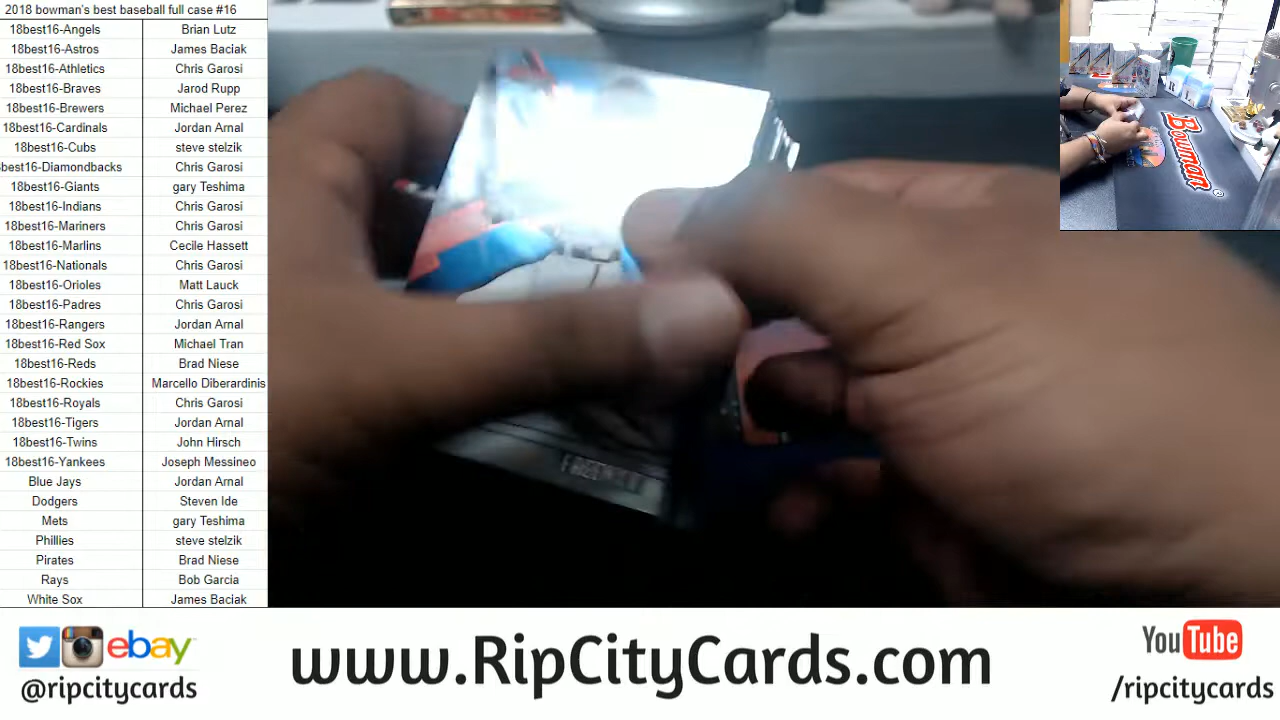 2018 bowman's best baseball full case #16
18best16-Angels Brian Lutz
18best16-Astros James Baciak
18best16-Athletics Chris Garosi
18best16-Braves Jarod Rupp
18best16-Brewers Michael Perez
18best16-Cardinals Jordan Arnal
18best16-Cubs steve stelzik
best16-Diamondbacks Chris Garosi
18best16-Giants gary Teshima
18best16-Indians Chris Garosi
18best16-Mariners Chris Garosi
18best16-Marlins Cecile Hassett
18best16-Nationals Chris Garosi
18best16-Orioles Matt Lauck
18best16-Padres Chris Garosi
18best16-Rangers Jordan Arnal
18best16-Red Sox Michael Tran
18best16-Reds Brad Niese
18best16-Rockies Marcello Diberardinis
18best16-Royals Chris Garosi
18best16-Tigers Jordan Arnal
18best16-Twins John Hirsch
18best16-Yankees Joseph Messineo
Blue Jays Jordan Arnal
Dodgers Steven Ide
Mets gary Teshima
Phillies steve stelzik
Pirates Brad Niese
Rays Bob Garcia
White Sox James Baciak
Bowman
ebay
@ripcitycards
www.RipCityCards.com
YouTube
/ripcitycards